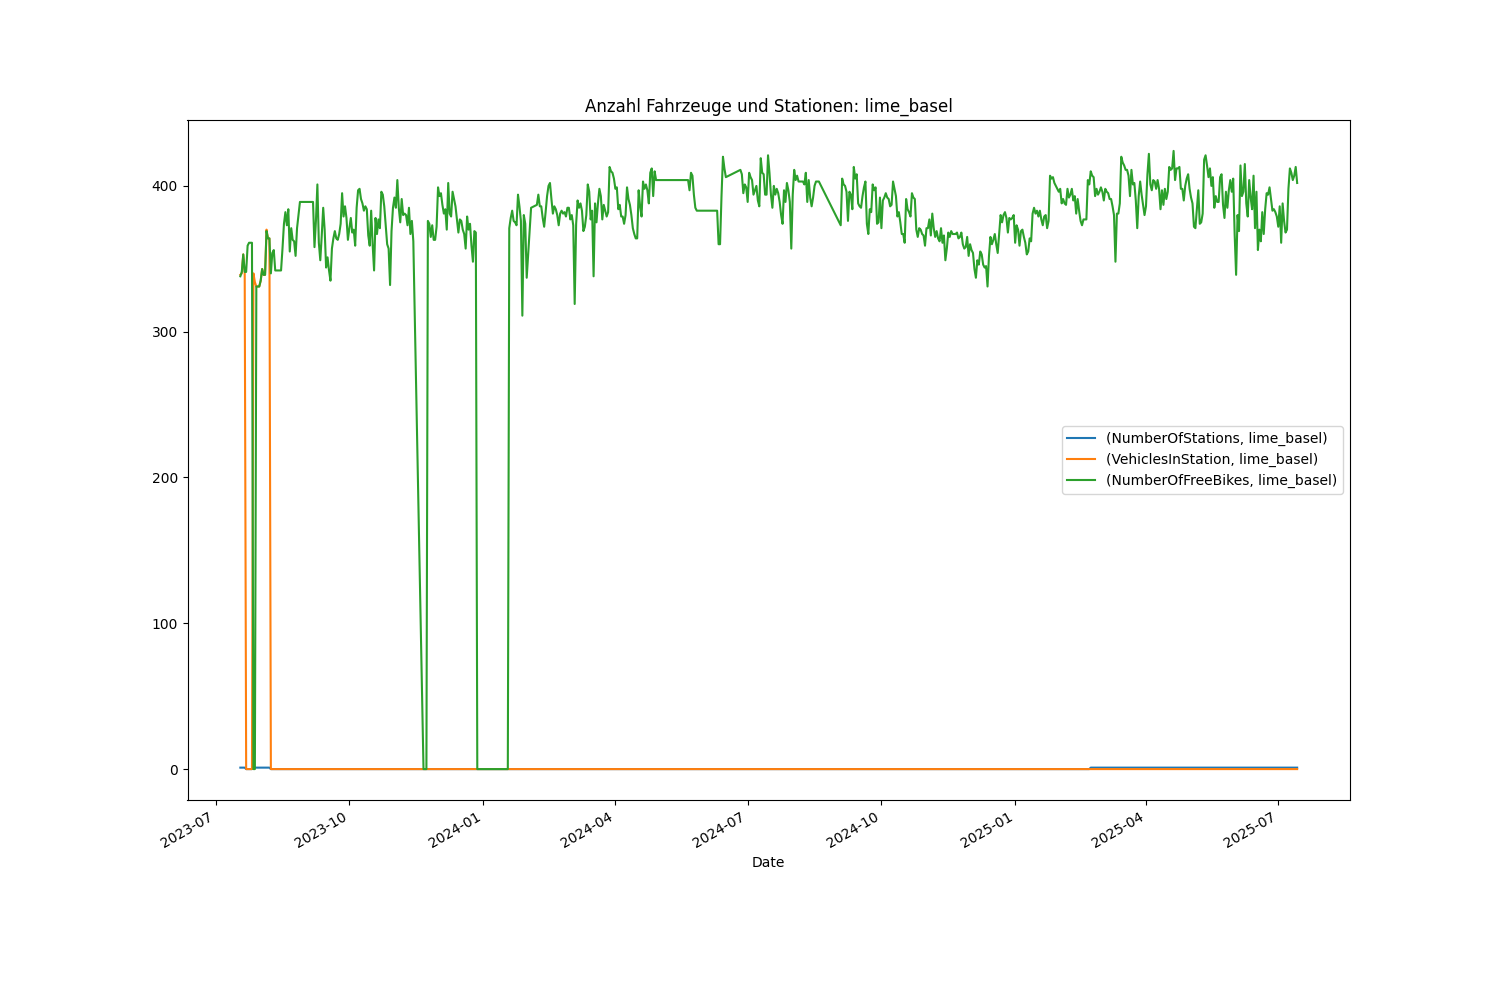 Anzahl Fahrzeuge und Stationen: lime_basel
400
300
200
100
0
(NumberOfStations, lime_basel)
(VehiclesInStation, lime_basel)
(NumberOfFreeBikes, lime_basel)
2023-07
2023-10
2024-01
2024-04
2024-07
2024-10
2025-01
2025-04
2025-07
Date